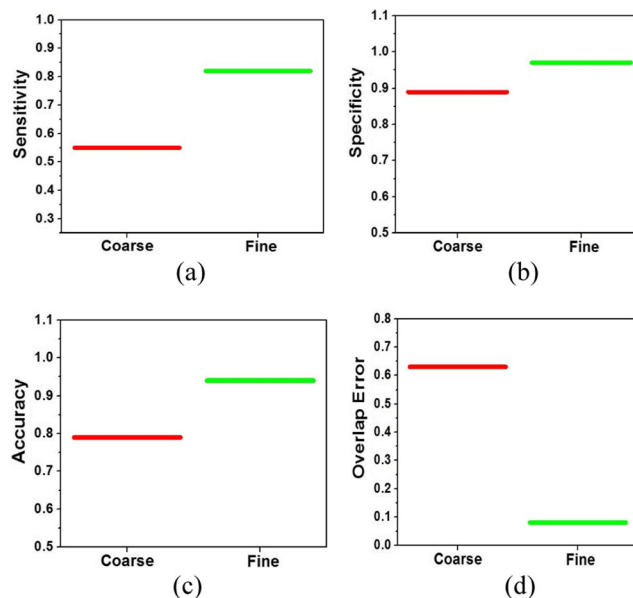 1.0
0.9
0.8
0.7
0.6
0.5
0.4
0.3
Sensitivity
Coarse Fine
(a)
1.1
1.0
0.9
0.8
0.7
0.6
0.5
Specificity
Coarse Fine
(b)
1.1
1.0
0.9
0.8
0.7
0.6
0.5
Accuracy
Coarse Fine
(c)
0.8
0.7
0.6
0.5
0.4
0.3
0.2
0.1
0.0
Overlap Error
Coarse Fine
(d)